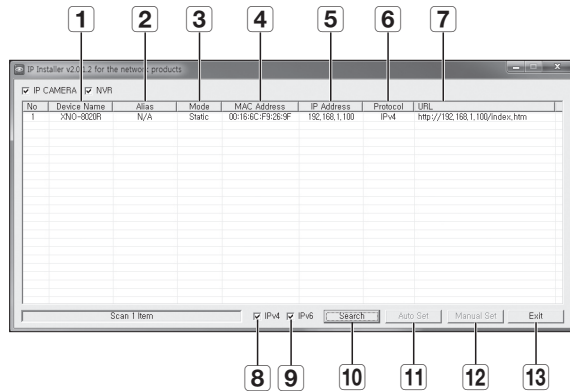 1 2 3 4 5 6 7
IP Installer v2.0.1.2 for the network products
IP CAMERA NVR
No Device Name Alias Mode MAC Address IP Address Protocol URL
1 XNO-8020R N/A Static 00:16:6C:F9:26:9F 192,168,1,100 IPv4 http://192,168,1,100/index,htm
Scan 1 Item IPv4 IPv6 Search Auto Set Manual Set Exit
8 9 10 11 12 13